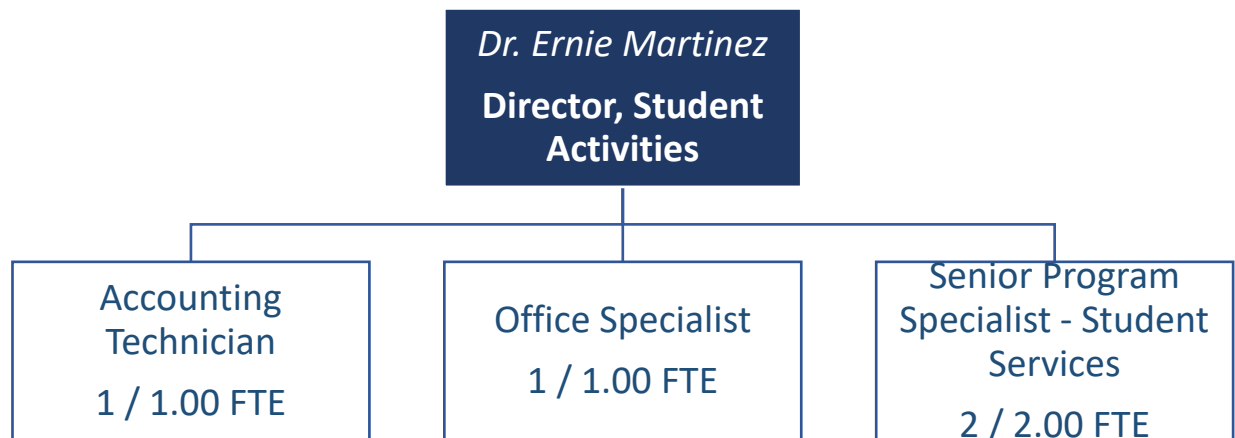 Dr. Ernie Martinez
Director, Student
Activities
Accounting
Technician
1 / 1.00 FTE
Office Specialist
1 / 1.00 FTE
Senior Program
Specialist - Student
Services
2 / 2.00 FTE